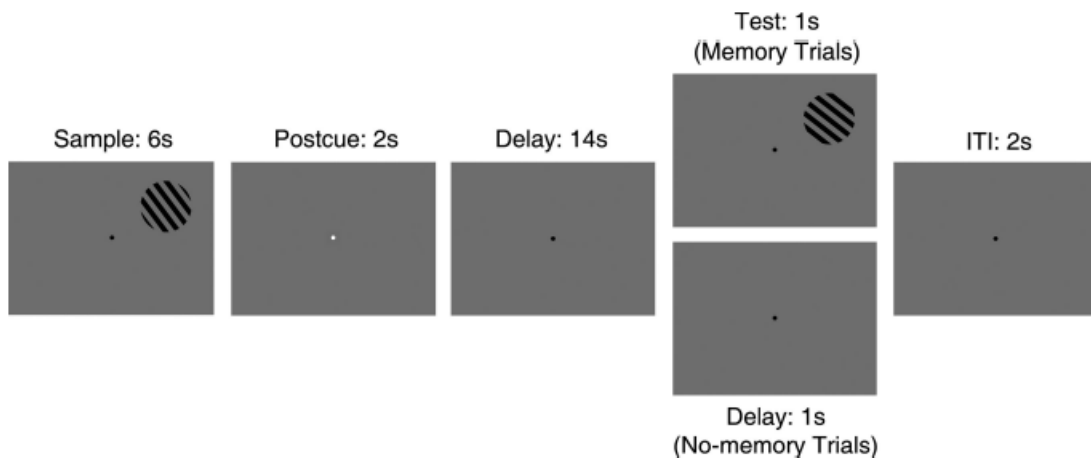 Sample: 6s
Postcue: 2s
Delay: 14s
Test: 1s
(Memory Trials)
Delay: 1s
(No-memory Trials)
ITI: 2s